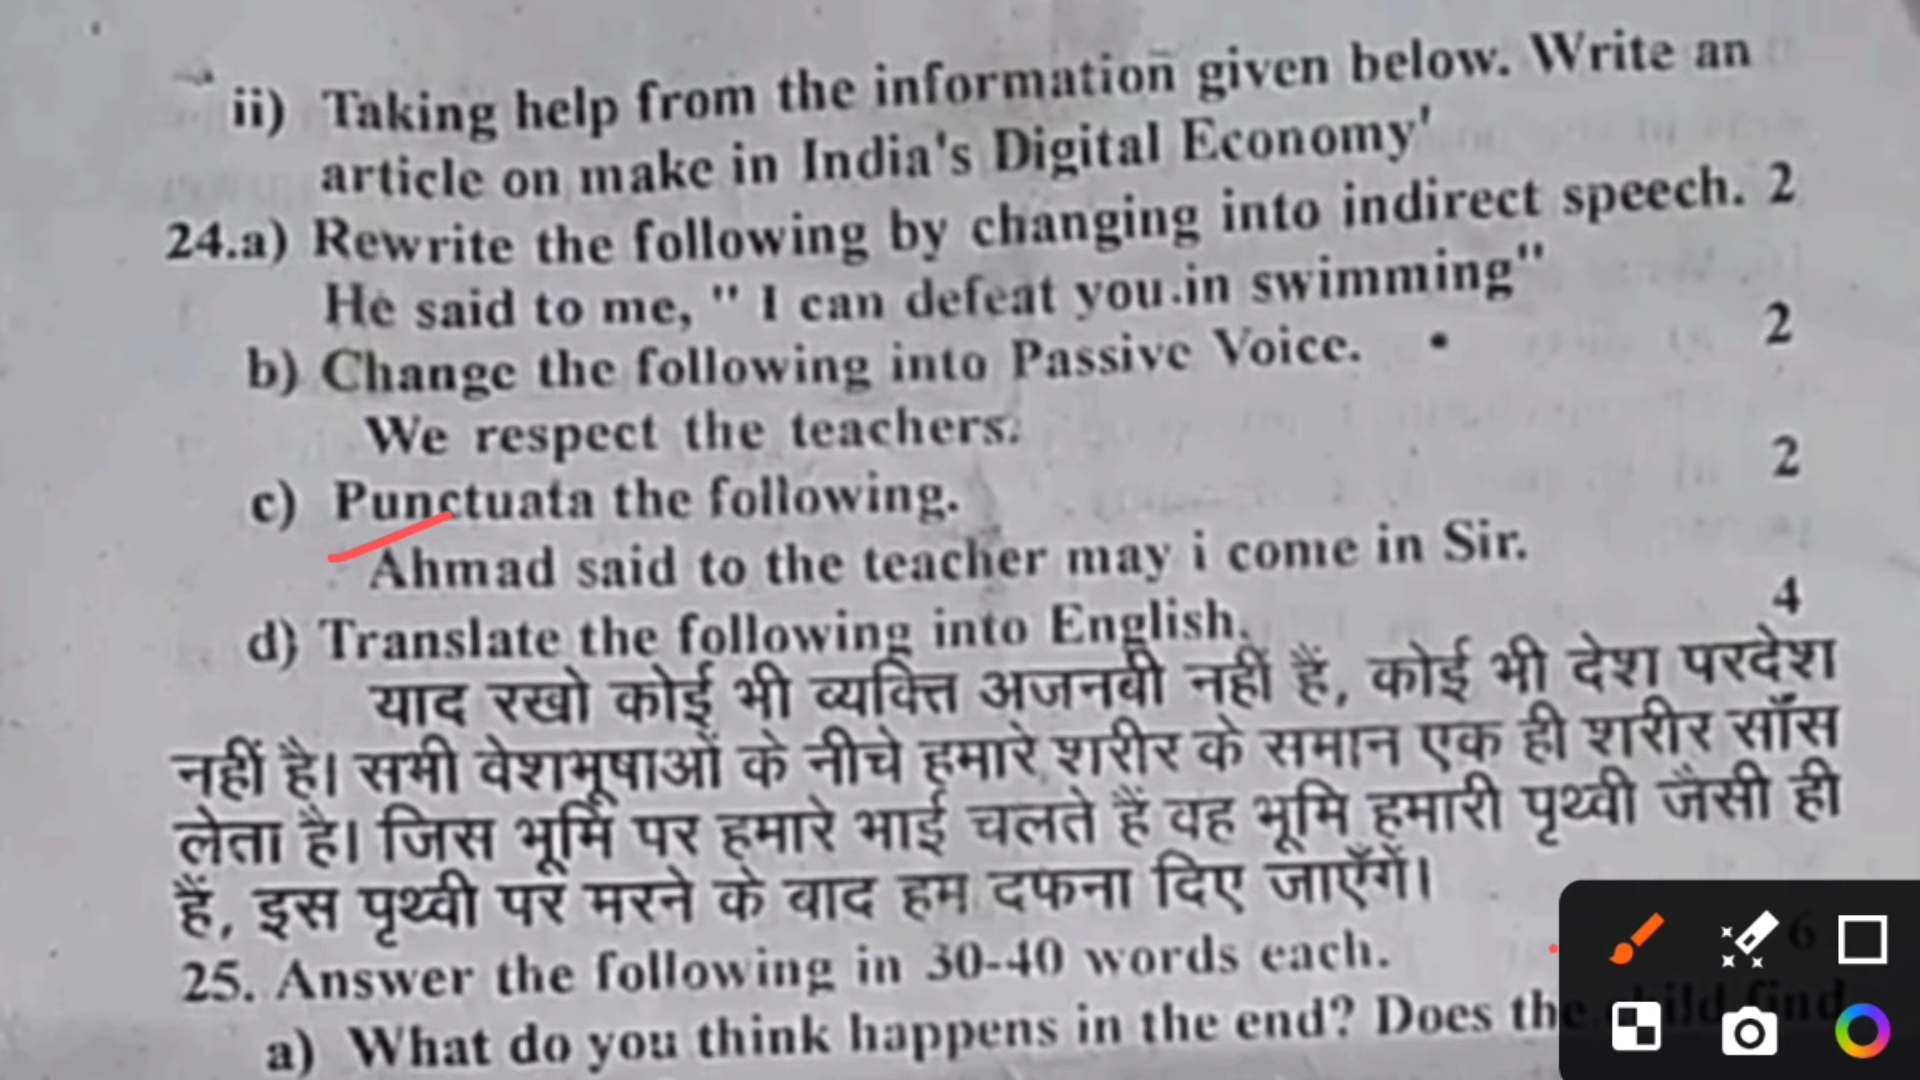 ii) Taking help from the information given below. Write an
article on make in India's Digital Economy'
24.a) Rewrite the following by changing into indirect speech. 2
He said to me, " I can defeat you.in swimming"
b) Change the following into Passive Voice. 2
We respect the teachers.
c) Punctuata the following. 2
Ahmad said to the teacher may i come in Sir.
d) Translate the following into English. 4
याद रखो कोई भी व्यक्ति अजनबी नहीं हैं, कोई भी देश परदेश
नहीं है। सभी वेशभूषाओं के नीचे हमारे शरीर के समान एक ही शरीर साँस
लेता है। जिस भूमि पर हमारे भाई चलते हैं वह भूमि हमारी पृथ्वी जैसी ही
हैं, इस पृथ्वी पर मरने के बाद हम दफना दिए जाएँगें।
25. Answer the following in 30-40 words each. 6
a) What do you think happens in the end? Does the child find